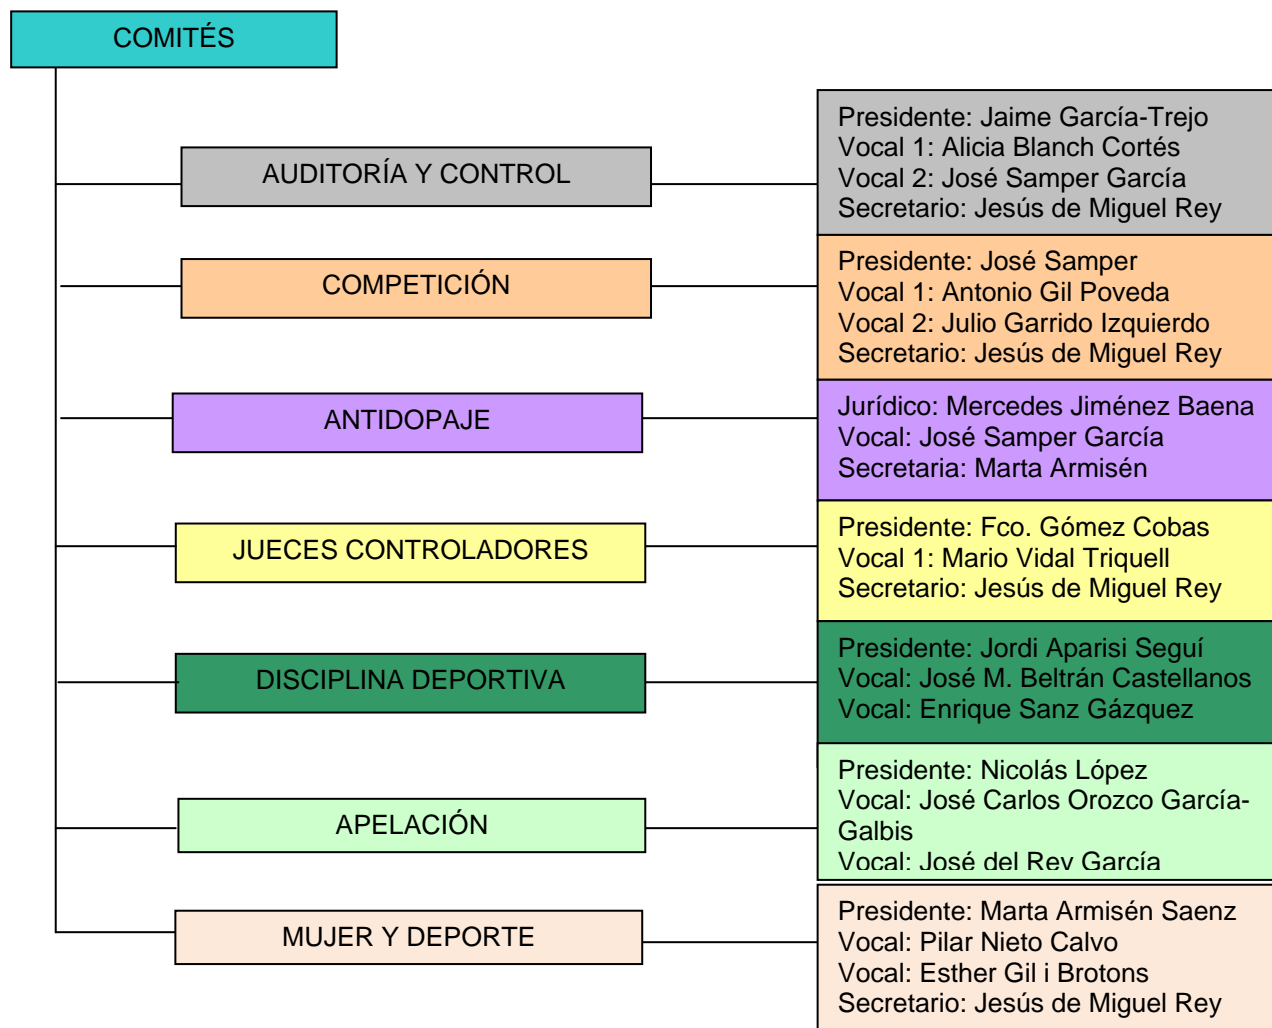 COMITÉS
AUDITORÍA Y CONTROL
Presidente: Jaime García-Trejo
Vocal 1: Alicia Blanch Cortés
Vocal 2: José Samper García
Secretario: Jesús de Miguel Rey
COMPETICIÓN
Presidente: José Samper
Vocal 1: Antonio Gil Poveda
Vocal 2: Julio Garrido Izquierdo
Secretario: Jesús de Miguel Rey
ANTIDOPAJE
Jurídico: Mercedes Jiménez Baena
Vocal: José Samper García
Secretaria: Marta Armisén
JUECES CONTROLADORES
Presidente: Fco. Gómez Cobas
Vocal 1: Mario Vidal Triquell
Secretario: Jesús de Miguel Rey
DISCIPLINA DEPORTIVA
Presidente: Jordi Aparisi Seguí
Vocal: José M. Beltrán Castellanos
Vocal: Enrique Sanz Gázquez
APELACIÓN
Presidente: Nicolás López
Vocal: José Carlos Orozco García-
Galbis
Vocal: José del Rey García
MUJER Y DEPORTE
Presidente: Marta Armisén Saenz
Vocal: Pilar Nieto Calvo
Vocal: Esther Gil i Brotons
Secretario: Jesús de Miguel Rey